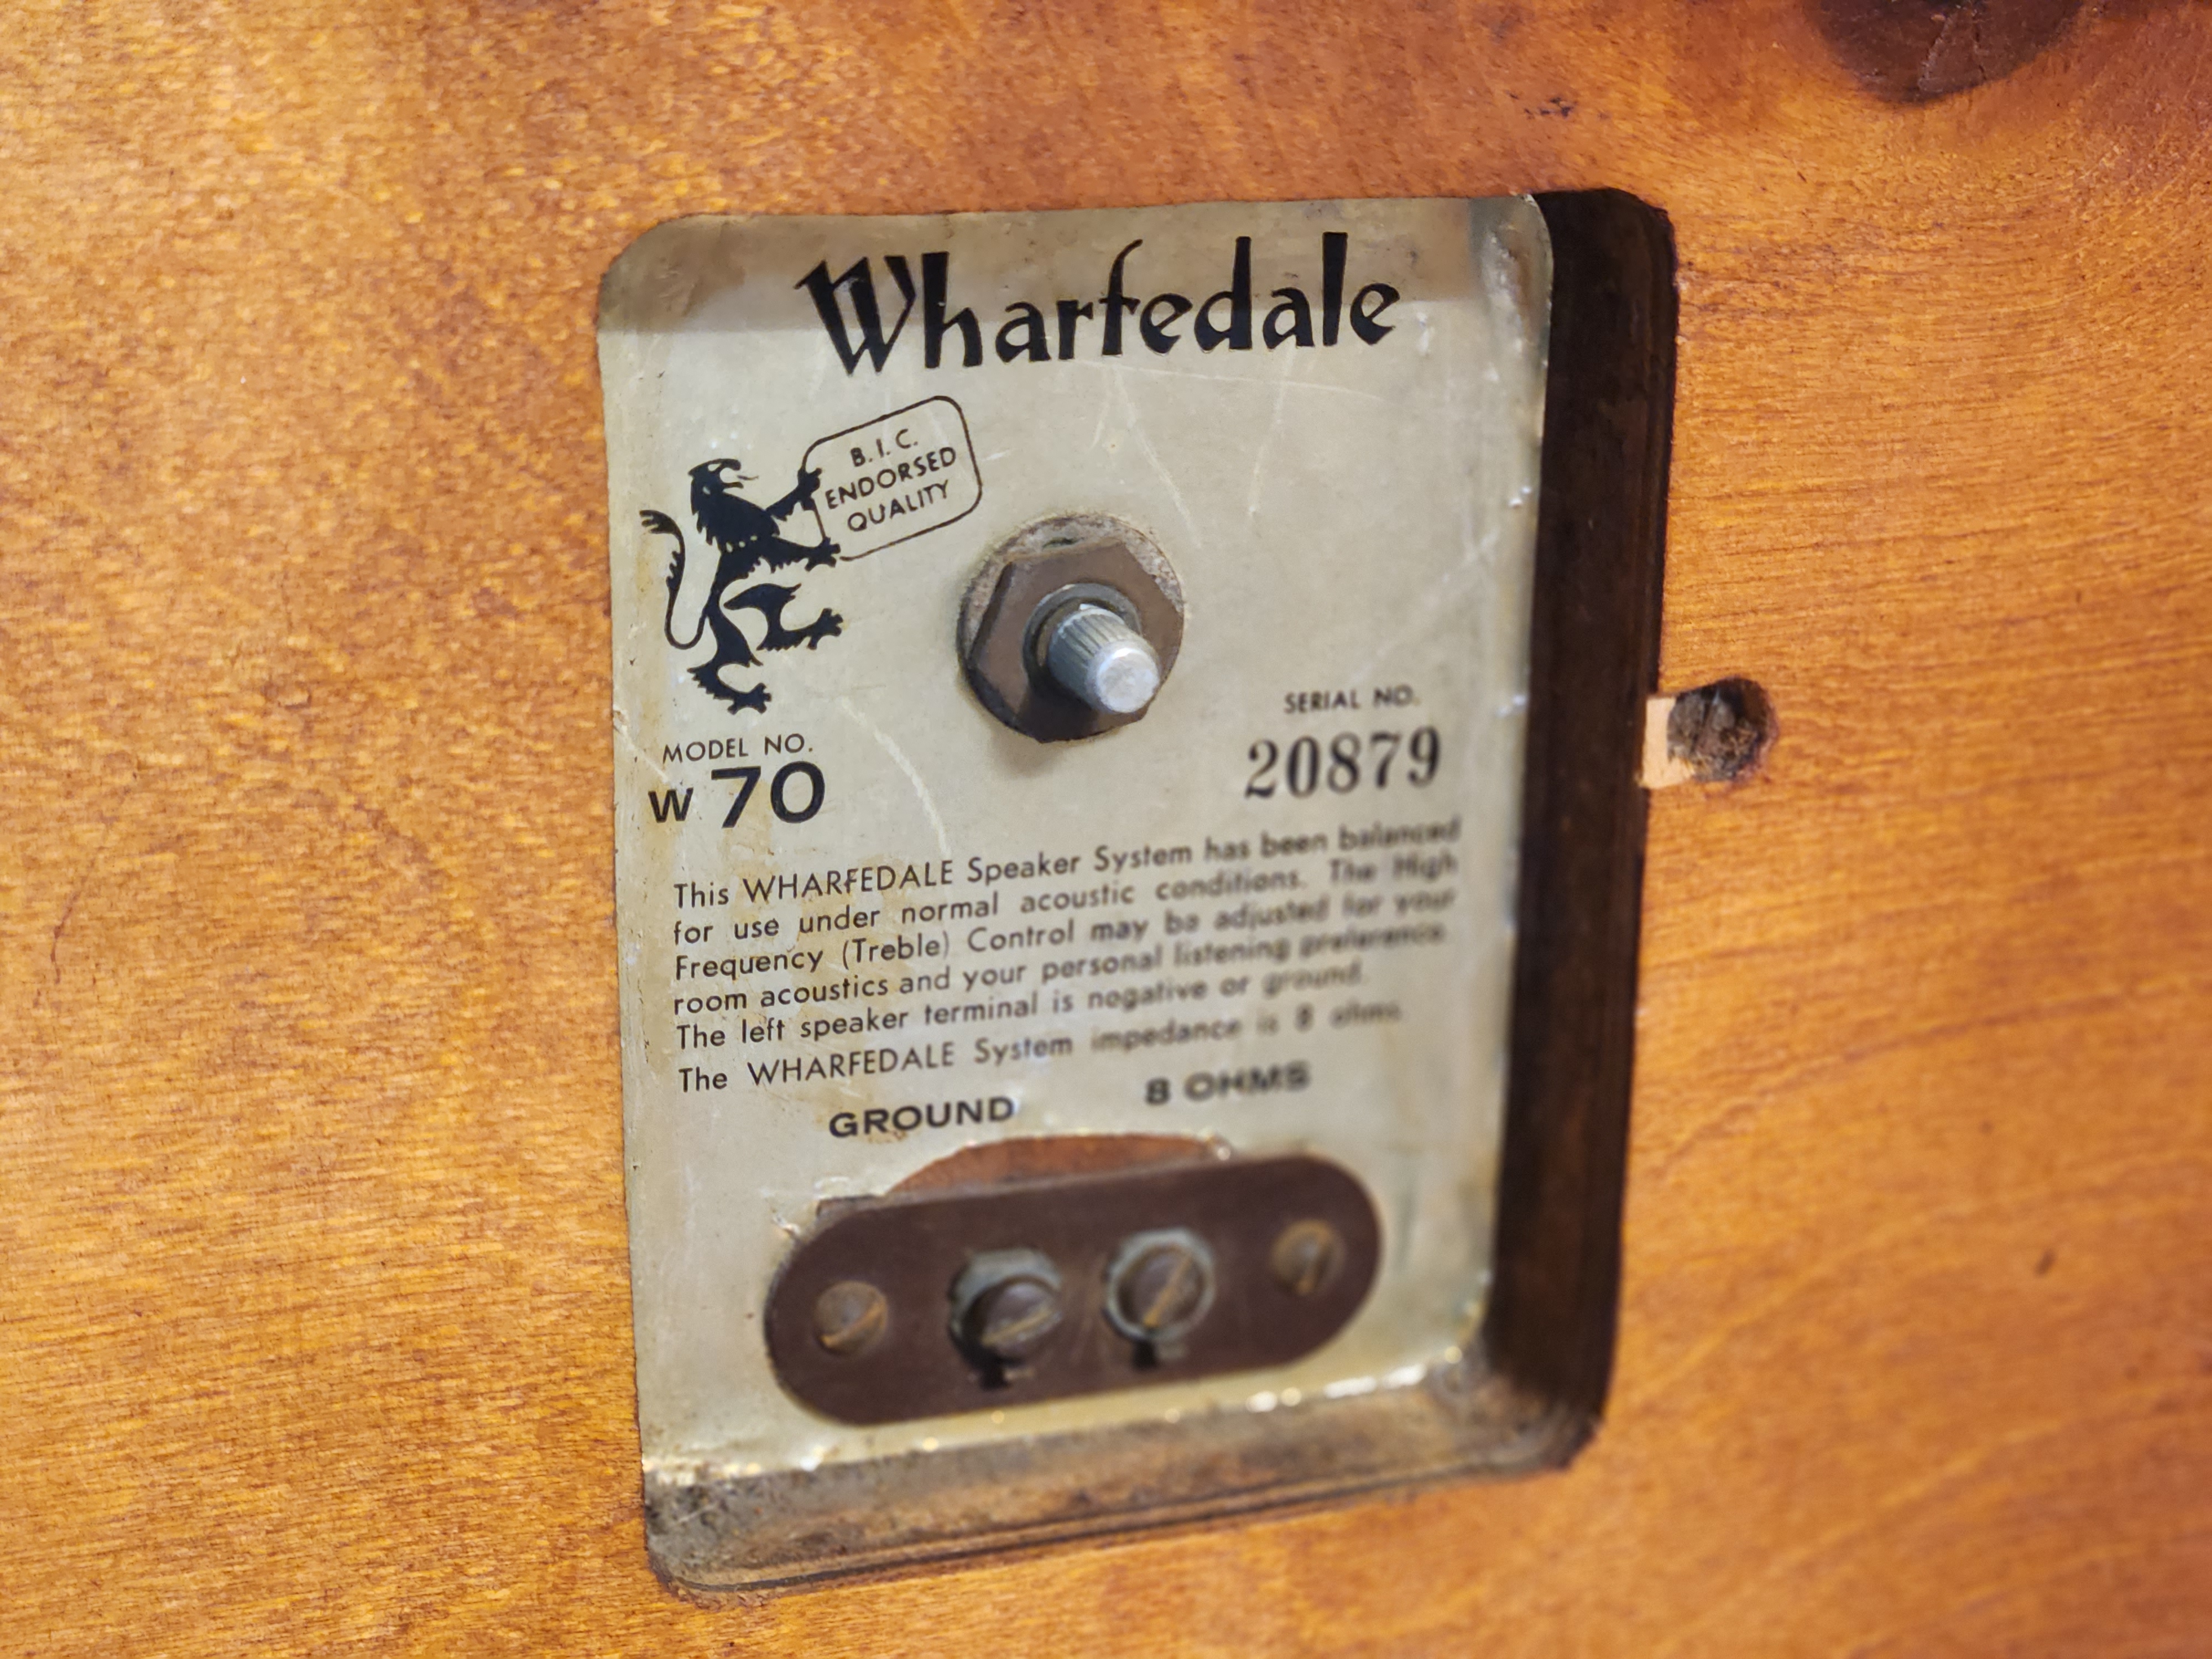 Wharfedale
B.I.C.
ENDORSED
QUALITY
SERIAL NO.
20879
MODEL NO.
W 70
This WHARFEDALE Speaker System has been balanced
for use under normal acoustic conditions. The High
Frequency (Treble) Control may be adjusted for your
room acoustics and your personal listening preference.
The left speaker terminal is negative or ground.
The WHARFEDALE System impedance is 8 ohms.
GROUND 8 OHMS